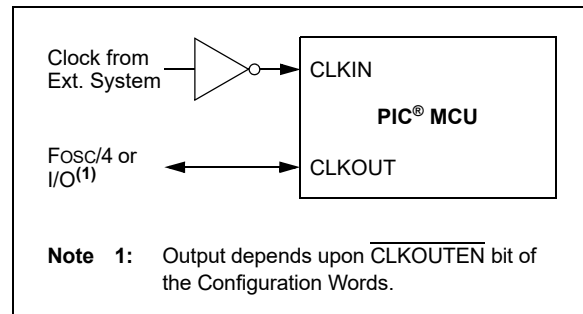 Clock from
Ext. System
CLKIN
PIC® MCU
FOSC/4 or
I/O(1)
CLKOUT
Note 1: Output depends upon CLKOUTEN bit of
the Configuration Words.